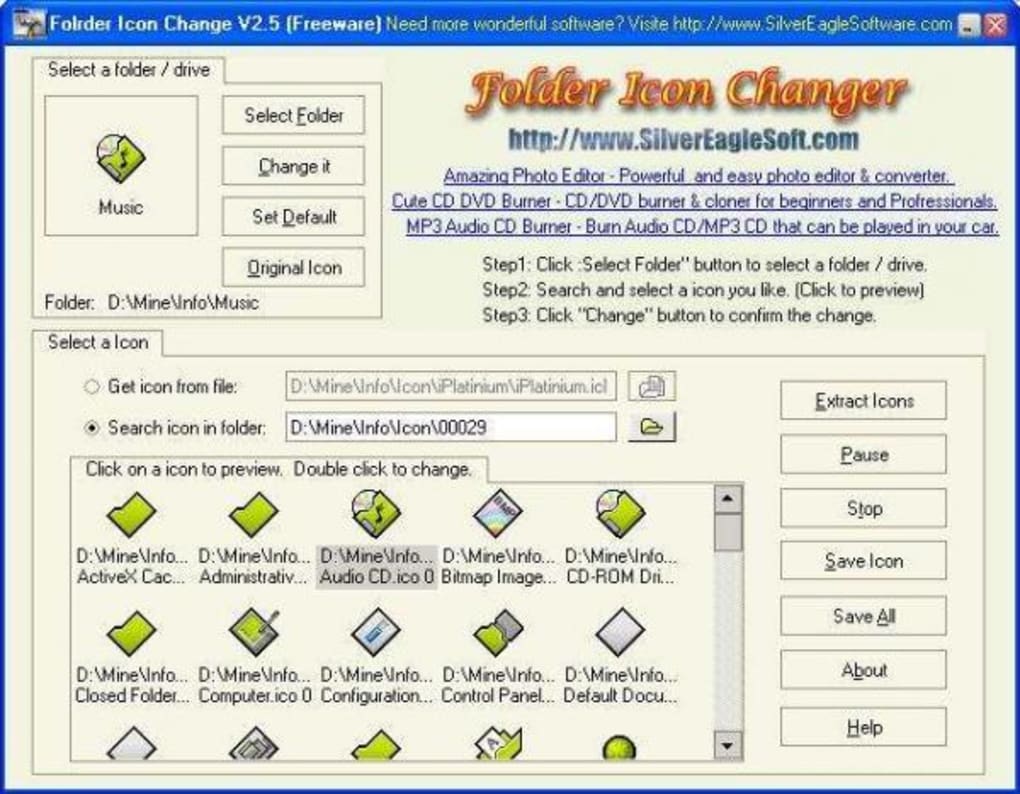 Folrder Icon Change V2.5 (Freeware) Need more wonderful software? Visite http://www.SilverEagleSoftware.com
Select a folder / drive
Music
Select Folder
Change it
Set Default
Original Icon
Folder: D:\Mine\Info\Music
Folder Icon Changer
http://www.SilverEagleSoft.com
Amazing Photo Editor - Powerful and easy photo editor & converter.
Cute CD DVD Burner - CD/DVD burner & cloner for beginners and Profressionals.
MP3 Audio CD Burner - Burn Audio CD/MP3 CD that can be played in your car.
Step1: Click :Select Folder" button to select a folder / drive.
Step2: Search and select a icon you like. (Click to preview)
Step3: Click "Change" button to confirm the change.
Select a Icon
Get icon from file: D:\Mine\Info\Icon\iPlatinium\iPlatinium.icl
Search icon in folder: D:\Mine\Info\Icon\00029
Click on a icon to preview. Double click to change.
BMP
D:\Mine\Info... D:\Mine\Info... D:\Mine\Info... D:\Mine\Info... D:\Mine\Info...
ActiveX Cac... Administrativ... Audio CD.ico 0 Bitmap Image... CD-ROM Dri...
D:\Mine\Info... D:\Mine\Info... D:\Mine\Info... D:\Mine\Info... D:\Mine\Info...
Closed Folder... Computer.ico 0 Configuration... Control Panel... Default Docu...
A
Extract Icons
Pause
Stop
Save Icon
Save All
About
Help